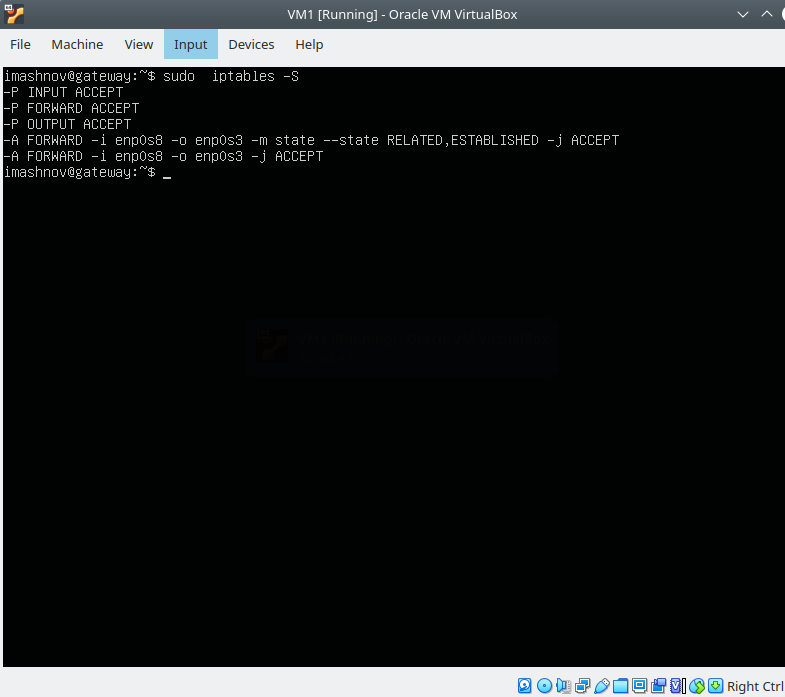 VM1 [Running] - Oracle VM VirtualBox
File Machine View Input Devices Help
imashnov@gateway:~$ sudo  iptables -S
-P INPUT ACCEPT
-P FORWARD ACCEPT
-P OUTPUT ACCEPT
-A FORWARD -i enp0s8 -o enp0s3 -m state --state RELATED,ESTABLISHED -j ACCEPT
-A FORWARD -i enp0s8 -o enp0s3 -j ACCEPT
imashnov@gateway:~$ _
Right Ctrl